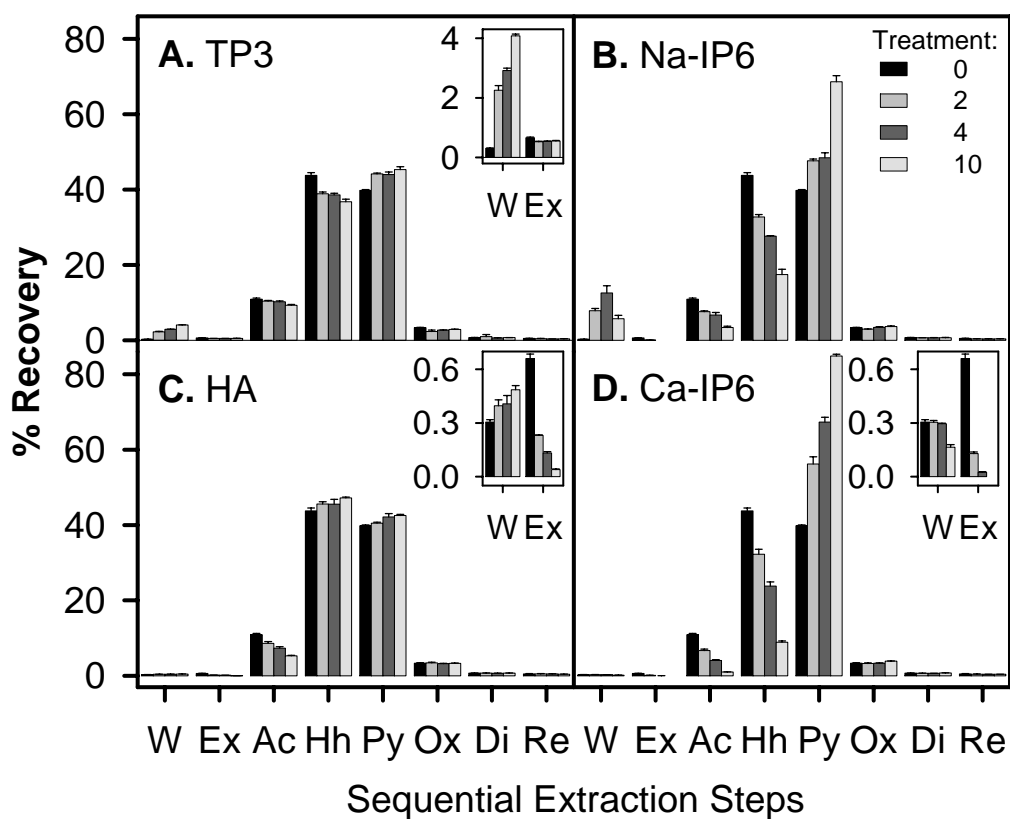 A. TP3
B. Na-IP6
Treatment:
0
2
4
10
80
60
40
20
0
4
2
0
W Ex
C. HA
D. Ca-IP6
80
60
40
20
0
0.6
0.3
0.0
W Ex
0.6
0.3
0.0
W Ex
% Recovery
W Ex Ac Hh Py Ox Di Re W Ex Ac Hh Py Ox Di Re
Sequential Extraction Steps